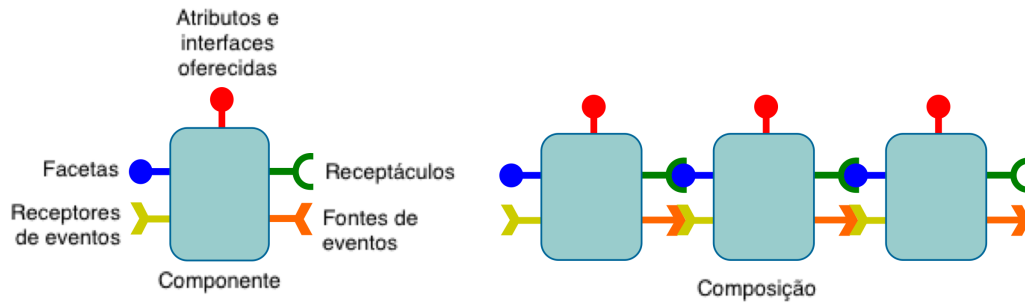 Atributos e
interfaces
oferecidas
Facetas
Receptáculos
Receptores
de eventos
Fontes de
eventos
Componente
Composição